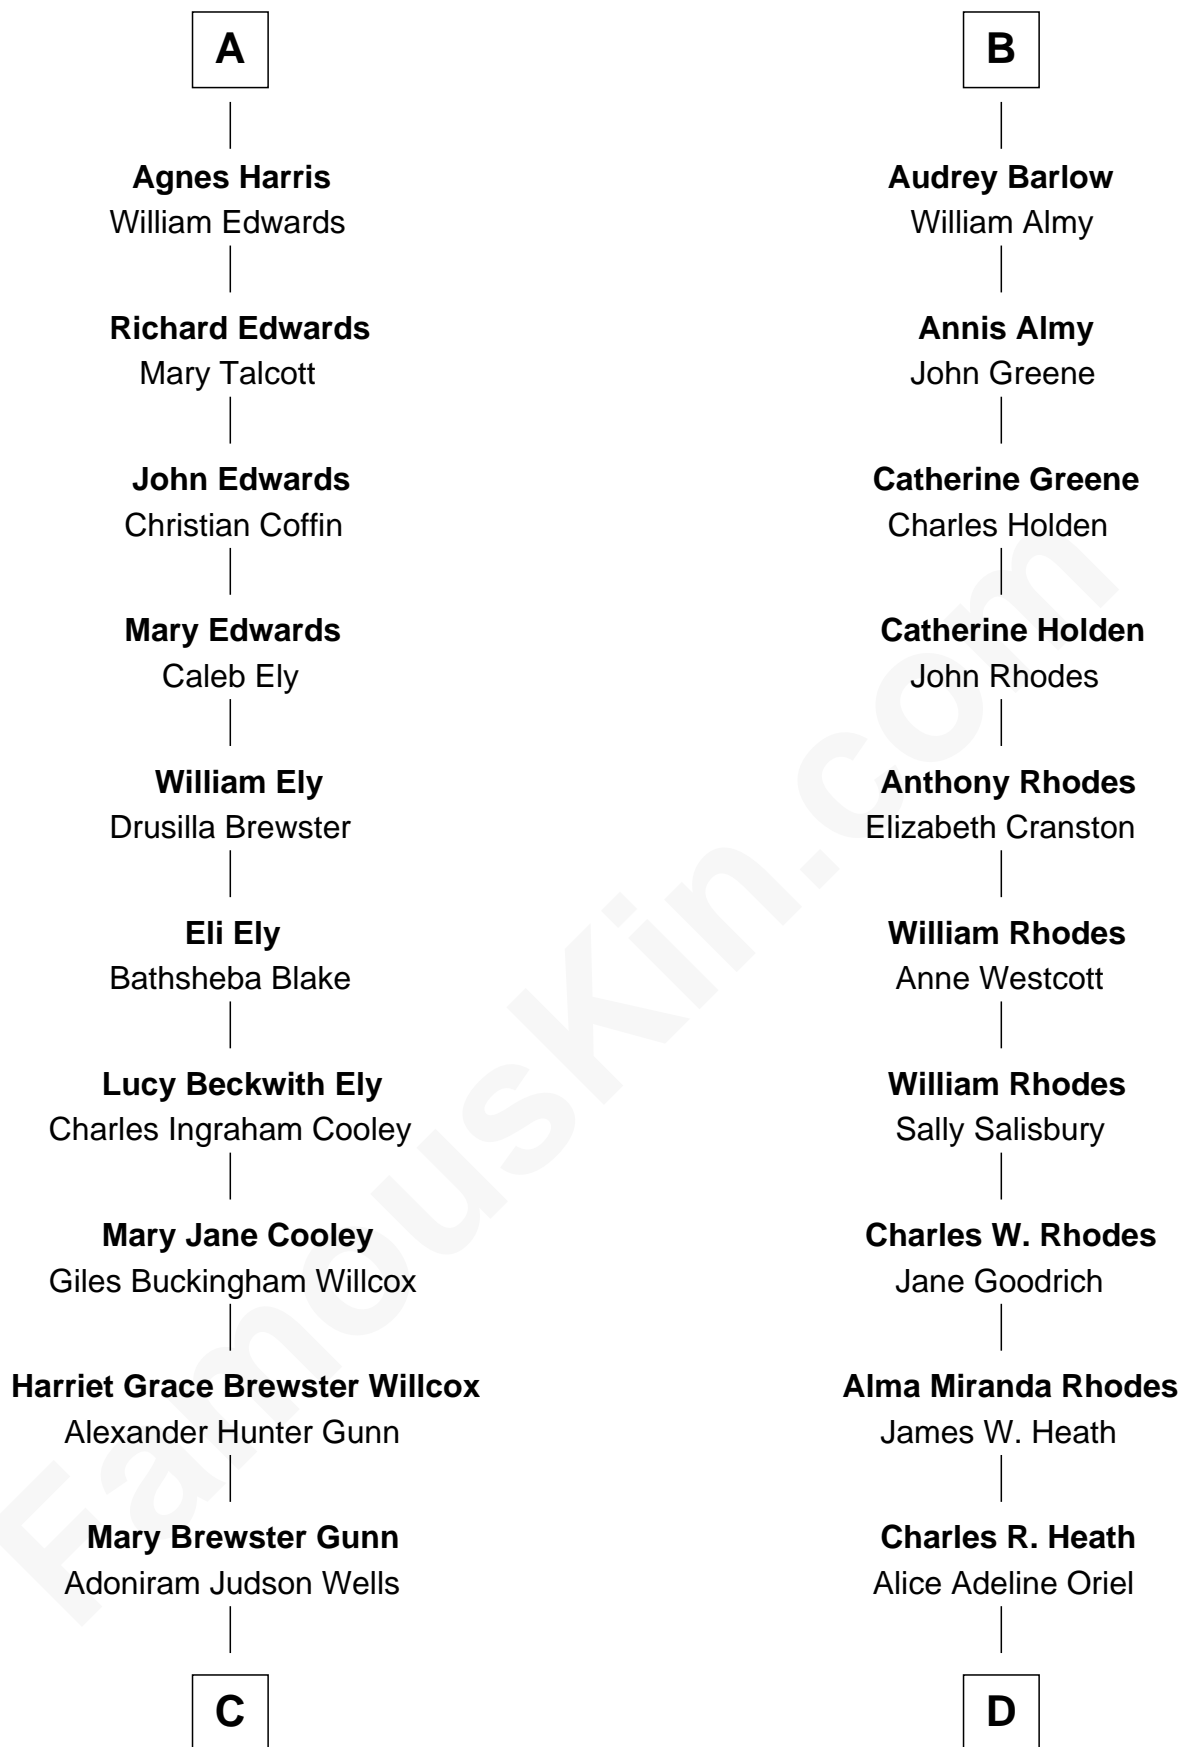 A
Agnes Harris
William Edwards
Richard Edwards
Mary Talcott
John Edwards
Christian Coffin
Mary Edwards
Caleb Ely
William Ely
Drusilla Brewster
Eli Ely
Bathsheba Blake
Lucy Beckwith Ely
Charles Ingraham Cooley
Mary Jane Cooley
Giles Buckingham Willcox
Harriet Grace Brewster Willcox
Alexander Hunter Gunn
Mary Brewster Gunn
Adoniram Judson Wells
C
B
Audrey Barlow
William Almy
Annis Almy
John Greene
Catherine Greene
Charles Holden
Catherine Holden
John Rhodes
Anthony Rhodes
Elizabeth Cranston
William Rhodes
Anne Westcott
William Rhodes
Sally Salisbury
Charles W. Rhodes
Jane Goodrich
Alma Miranda Rhodes
James W. Heath
Charles R. Heath
Alice Adeline Oriel
D
FamousKin.com